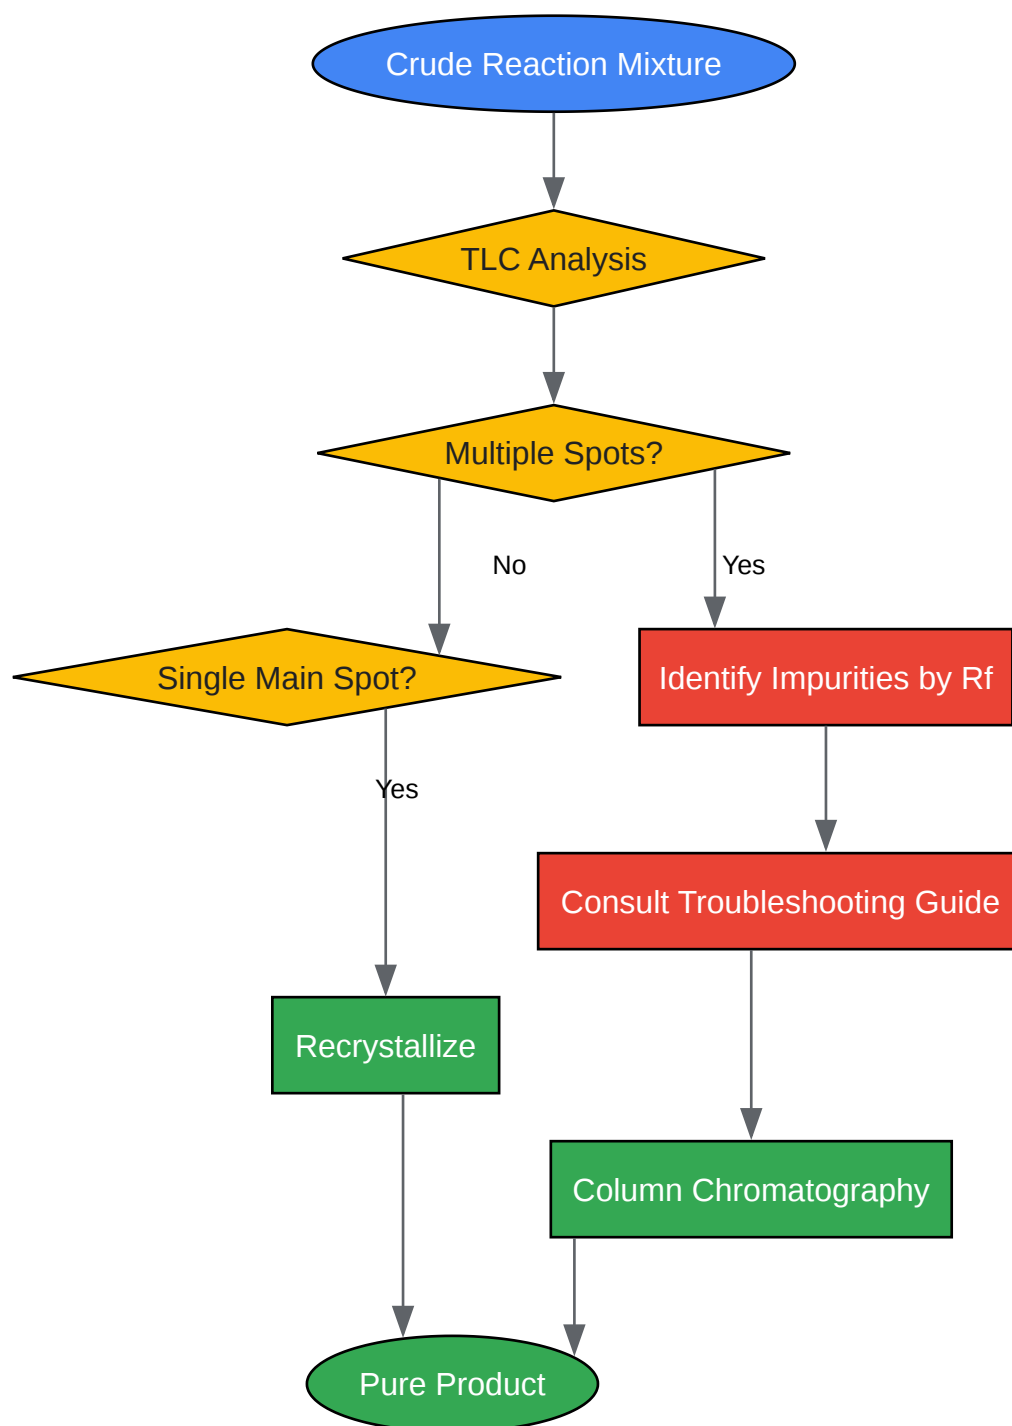 Crude Reaction Mixture
TLC Analysis
Multiple Spots?
No
Yes
Single Main Spot?
Identify Impurities by Rf
Yes
Consult Troubleshooting Guide
Recrystallize
Column Chromatography
Pure Product